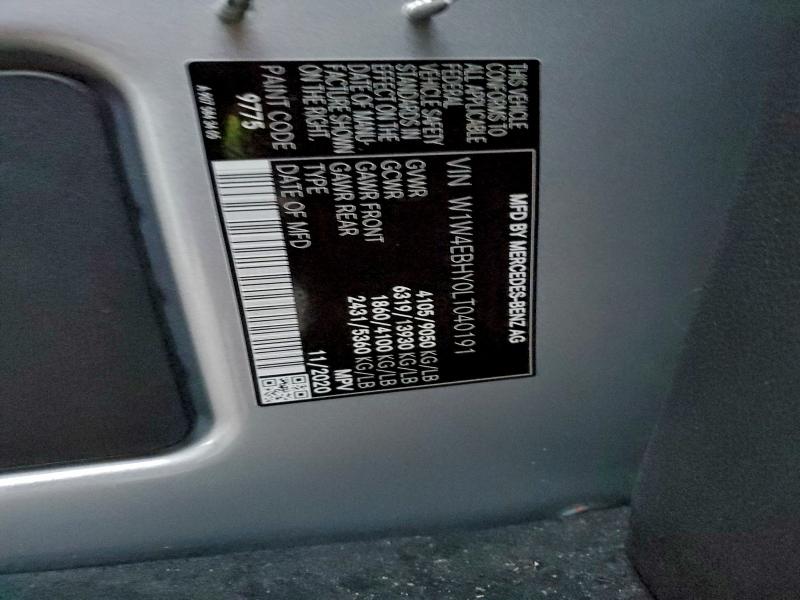 MFD BY MERCEDES-BENZ AG
VIN W1W4EBHY0LT040191
GVWR 4105/9050 KG/LB
GCWR 6319/13930 KG/LB
GAWR FRONT 1860/4100 KG/LB
GAWR REAR 2431/5360 KG/LB
TYPE MPV
DATE OF MFD 11/2020
THIS VEHICLE
CONFORMS TO
ALL APPLICABLE
FEDERAL
VEHICLE SAFETY
STANDARDS IN
EFFECT ON THE
DATE OF MANU-
FACTURE SHOWN
ON THE RIGHT.
PAINT CODE
9775